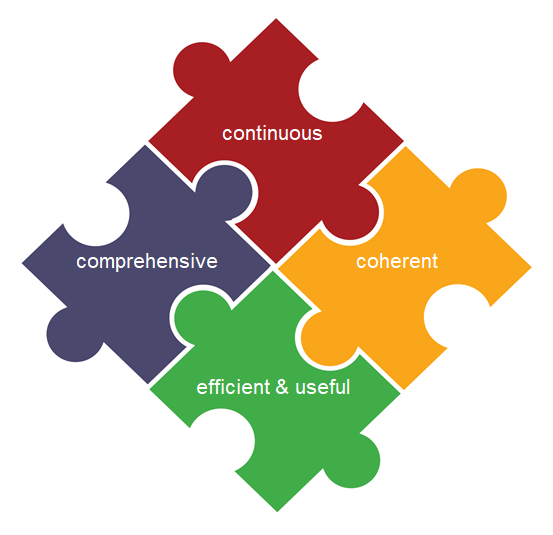 continuous
comprehensive
coherent
efficient & useful